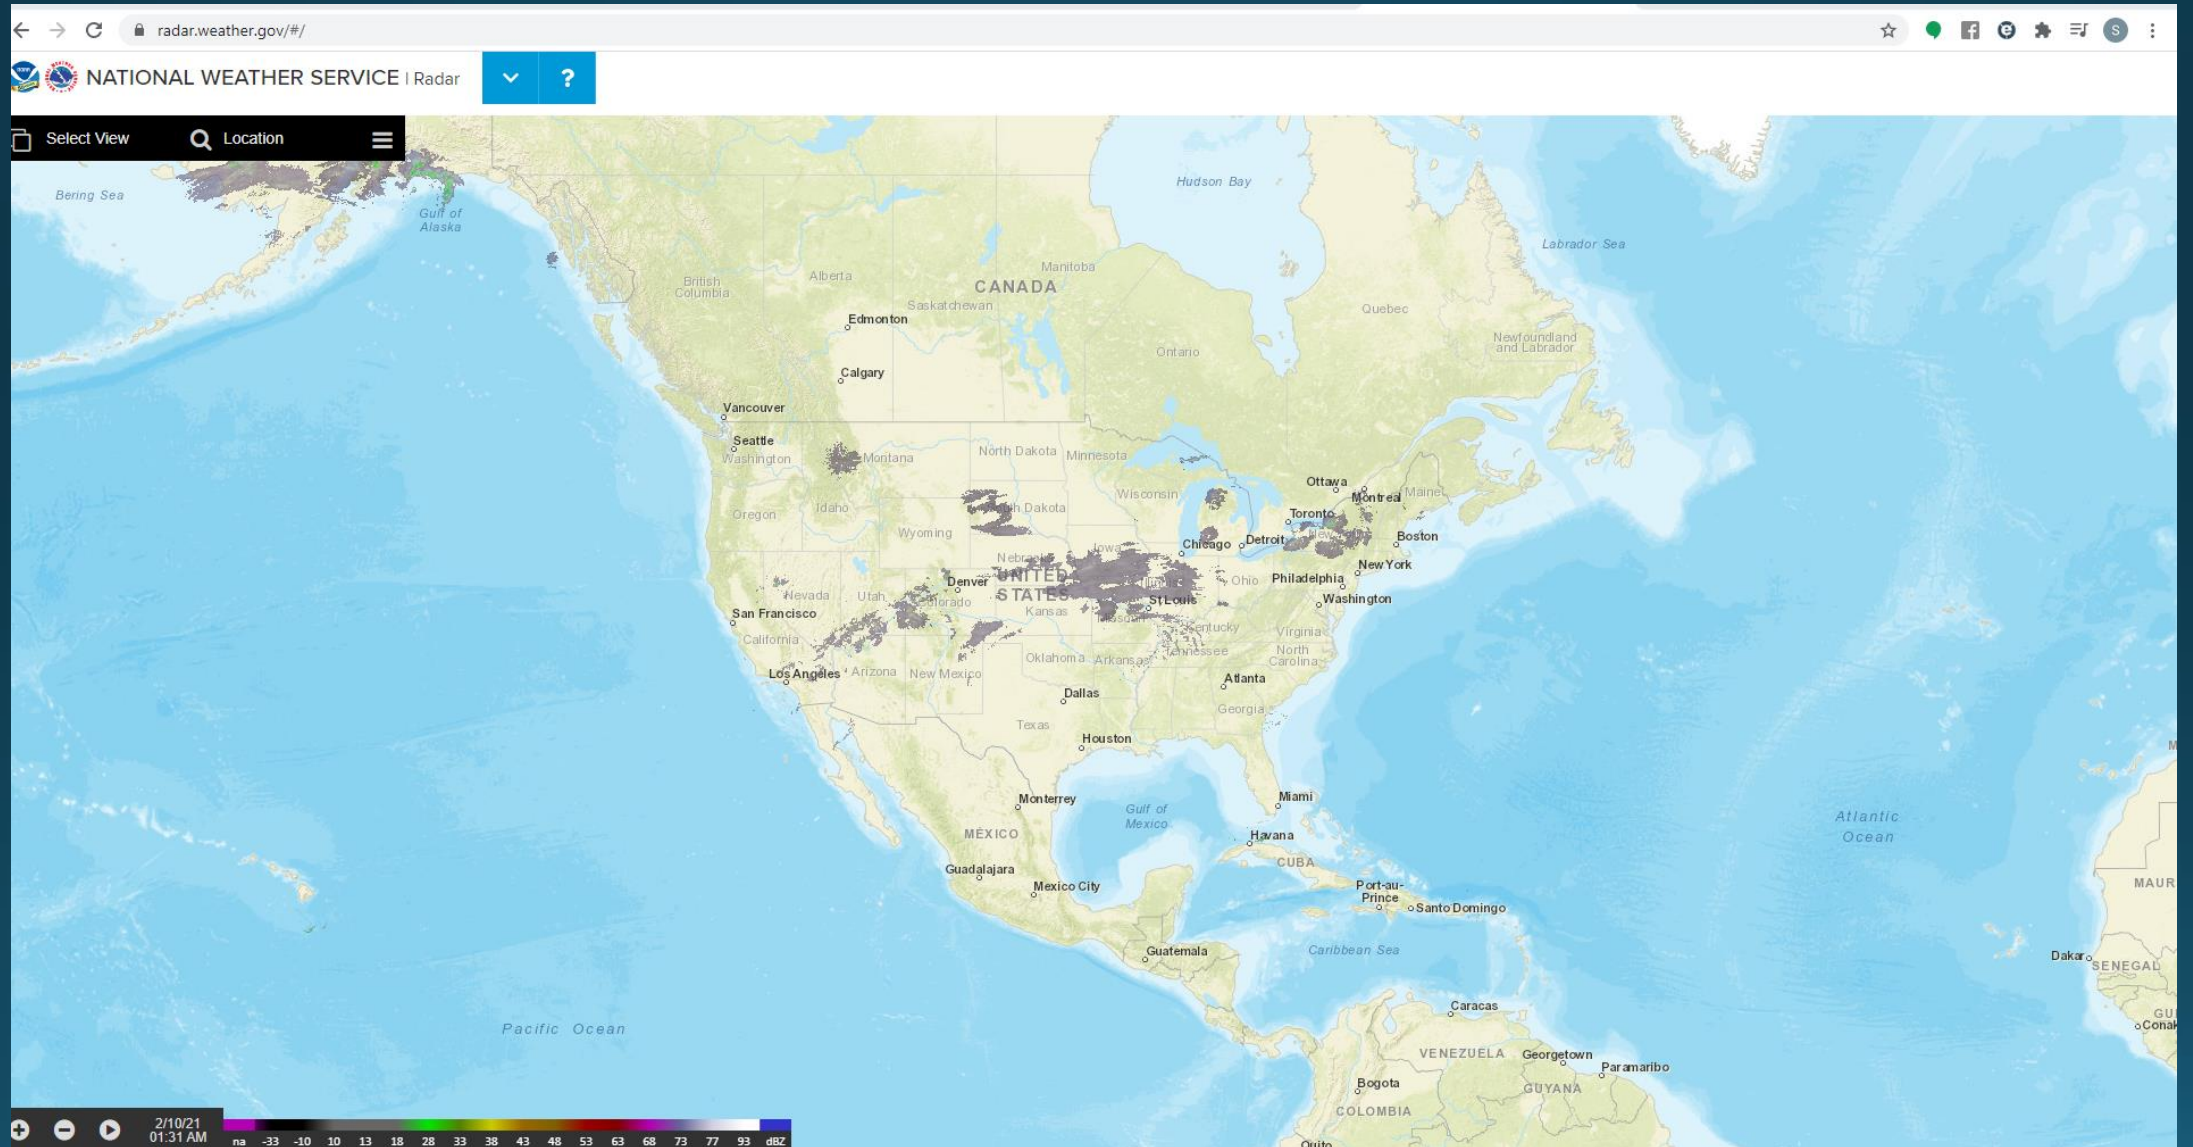 radar.weather.gov/#/
S
NATIONAL WEATHER SERVICE | Radar
?
Select View
Location
Bering Sea
Gulf of
Alaska
Hudson Bay
Labrador Sea
British
Columbia
Alberta
Manitoba
CANADA
Saskatchewan
Quebec
Edmonton
Newfoundland
and Labrador
Ontario
Calgary
Vancouver
Seattle
Washington
Montana
North Dakota
Minnesota
Ottawa
Montreal
Maine
Wisconsin
Oregon
Idaho
Dakota
Toronto
Wyoming
New
Boston
Chicago
Detroit
Iowa
Nebraska
New York
UNITED
STATES
Denver
Ohio
Philadelphia
Nevada
Utah
Colorado
Kansas
St Louis
Washington
San Francisco
Missouri
Kentucky
Virginia
California
Tennessee
North
Carolina
Oklahoma
Arkansas
Los Angeles
Arizona
New Mexico
Atlanta
Dallas
Georgia
Texas
Houston
Monterrey
Miami
Gulf of
Mexico
MÉXICO
Havana
Atlantic
Ocean
CUBA
Guadalajara
Mexico City
Port-au-
Prince
MAUR
Santo Domingo
Guatemala
Caribbean Sea
Dakar
SENEGAL
Caracas
GU
Conak
Pacific Ocean
VENEZUELA
Georgetown
Paramaribo
Bogota
GUYANA
COLOMBIA
Quito
2/10/21
01:31 AM
na -33 -10 10 13 18 28 33 38 43 48 53 63 68 73 77 93 dBZ